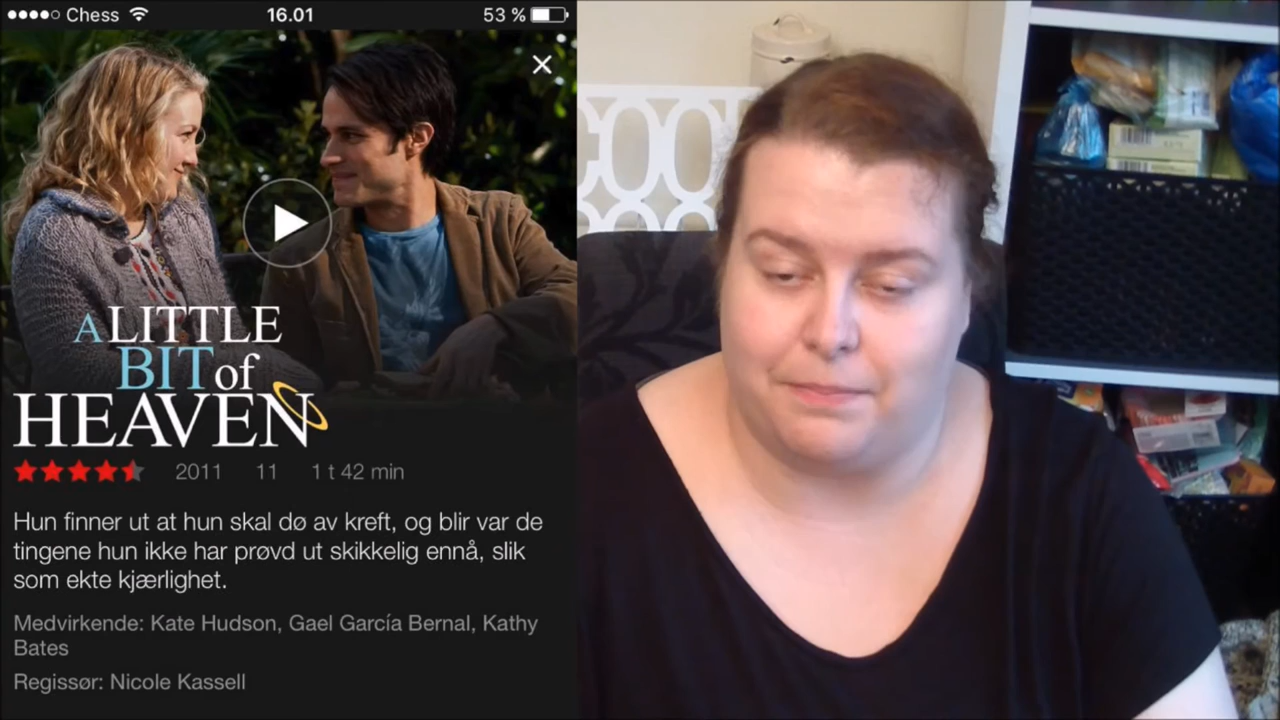 Chess 16.01 53 %
A LITTLE
BIT of
HEAVEN
2011 11 1 t 42 min
Hun finner ut at hun skal dø av kreft, og blir var de
tingene hun ikke har prøvd ut skikkelig ennå, slik
som ekte kjærlighet.
Medvirkende: Kate Hudson, Gael García Bernal, Kathy
Bates
Regissør: Nicole Kassell